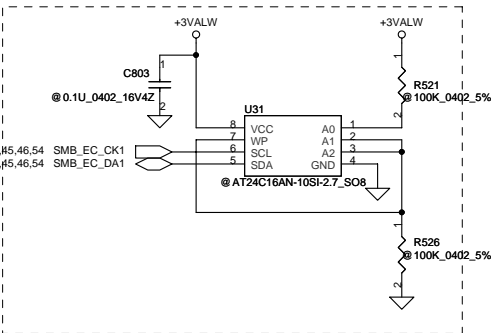 +3VALW
+3VALW
C803
1
2
@ 0.1U_0402_16V4Z
1
R521
@ 100K_0402_5%
2
U31
8 VCC A0 1
7 WP A1 2
6 SCL A2 3
5 SDA GND 4
,45,46,54 SMB_EC_CK1
,45,46,54 SMB_EC_DA1
@ AT24C16AN-10SI-2.7_SO8
1
R526
@ 100K_0402_5%
2